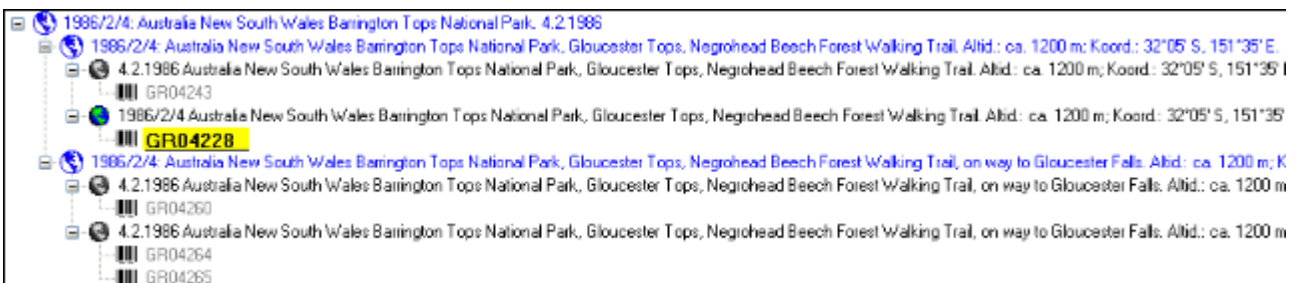 1986/2/4: Australia New South Wales Barrington Tops National Park. 4.2.1986
1986/2/4: Australia New South Wales Barrington Tops National Park, Gloucester Tops, Negrohead Beech Forest Walking Trail. Altid.: ca. 1200 m; Koord.: 32°05' S, 151°35' E.
4.2.1986 Australia New South Wales Barrington Tops National Park, Gloucester Tops, Negrohead Beech Forest Walking Trail. Altid.: ca. 1200 m; Koord.: 32°05' S, 151°35'
GR04243
1986/2/4 Australia New South Wales Barrington Tops National Park, Gloucester Tops, Negrohead Beech Forest Walking Trail. Altid.: ca. 1200 m; Koord.: 32°05' S, 151°35'
GR04228
1986/2/4: Australia New South Wales Barrington Tops National Park, Gloucester Tops, Negrohead Beech Forest Walking Trail, on way to Gloucester Falls. Altid.: ca. 1200 m; K
4.2.1986 Australia New South Wales Barrington Tops National Park, Gloucester Tops, Negrohead Beech Forest Walking Trail, on way to Gloucester Falls. Altid.: ca. 1200 m
GR04260
4.2.1986 Australia New South Wales Barrington Tops National Park, Gloucester Tops, Negrohead Beech Forest Walking Trail, on way to Gloucester Falls. Altid.: ca. 1200 m
GR04264
GR04265